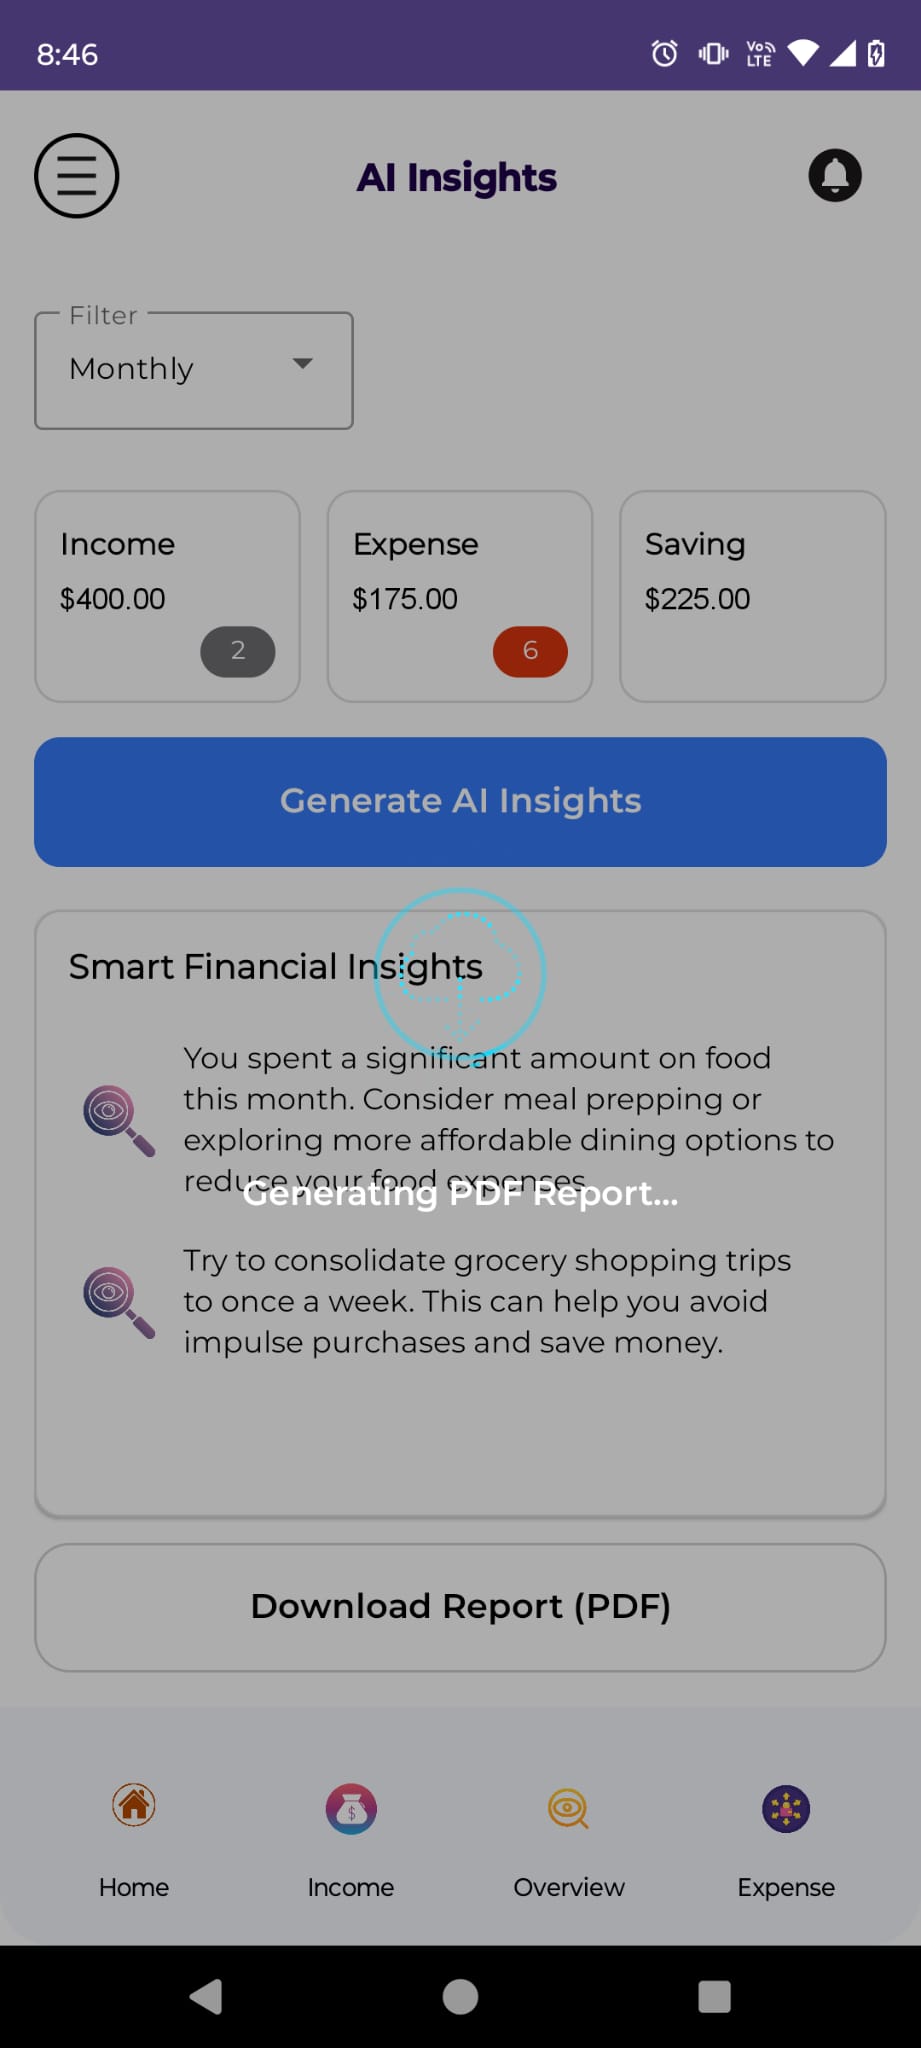 8:46
Vo
LTE
AI Insights
Filter
Monthly
Income
$400.00
2
Expense
$175.00
6
Saving
$225.00
Generate AI Insights
Smart Financial Insights
You spent a significant amount on food
this month. Consider meal prepping or
exploring more affordable dining options to
reduce your food expenses.
Generating PDF Report...
Try to consolidate grocery shopping trips
to once a week. This can help you avoid
impulse purchases and save money.
Download Report (PDF)
Home
Income
Overview
Expense